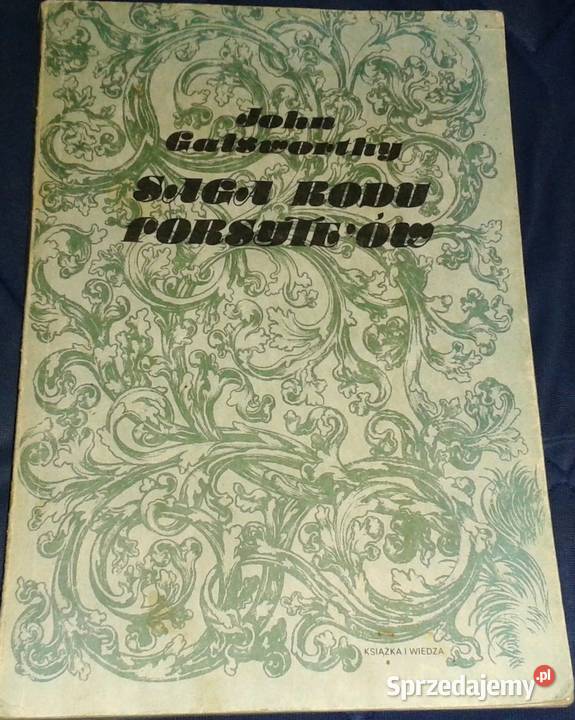 John
Galsworthy
SAGA RODU
FORSYTE'ÓW
KSIĄŻKA I WIEDZA
Sprzedajemy.pl